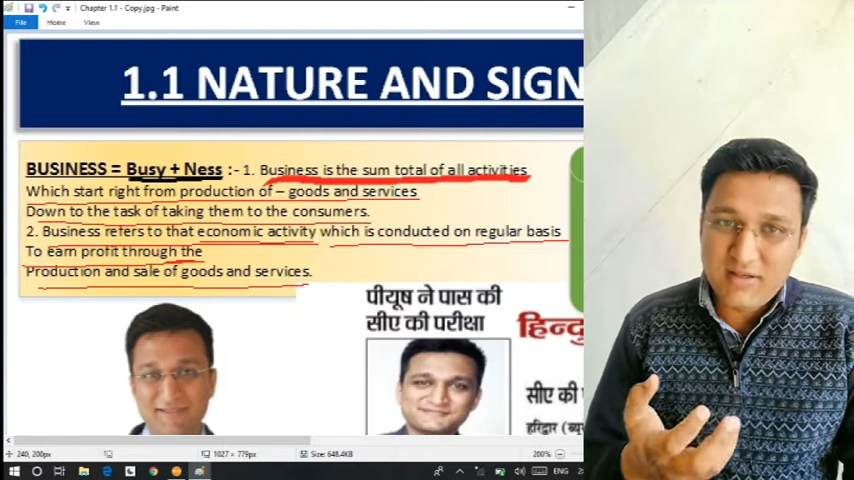 Chapter 1.1 - Copy.jpg - Paint
File Home View
1.1 NATURE AND SIGN
BUSINESS = Busy + Ness :- 1. Business is the sum total of all activities
Which start right from production of – goods and services
Down to the task of taking them to the consumers.
2. Business refers to that economic activity which is conducted on regular basis
To earn profit through the
Production and sale of goods and services.
पीयूष ने पास की
सीए की परीक्षा
हिन्दु
सीए की
हरिद्वार
240, 200px
1027 × 779px
Size: 648.4KB
200%
ENG